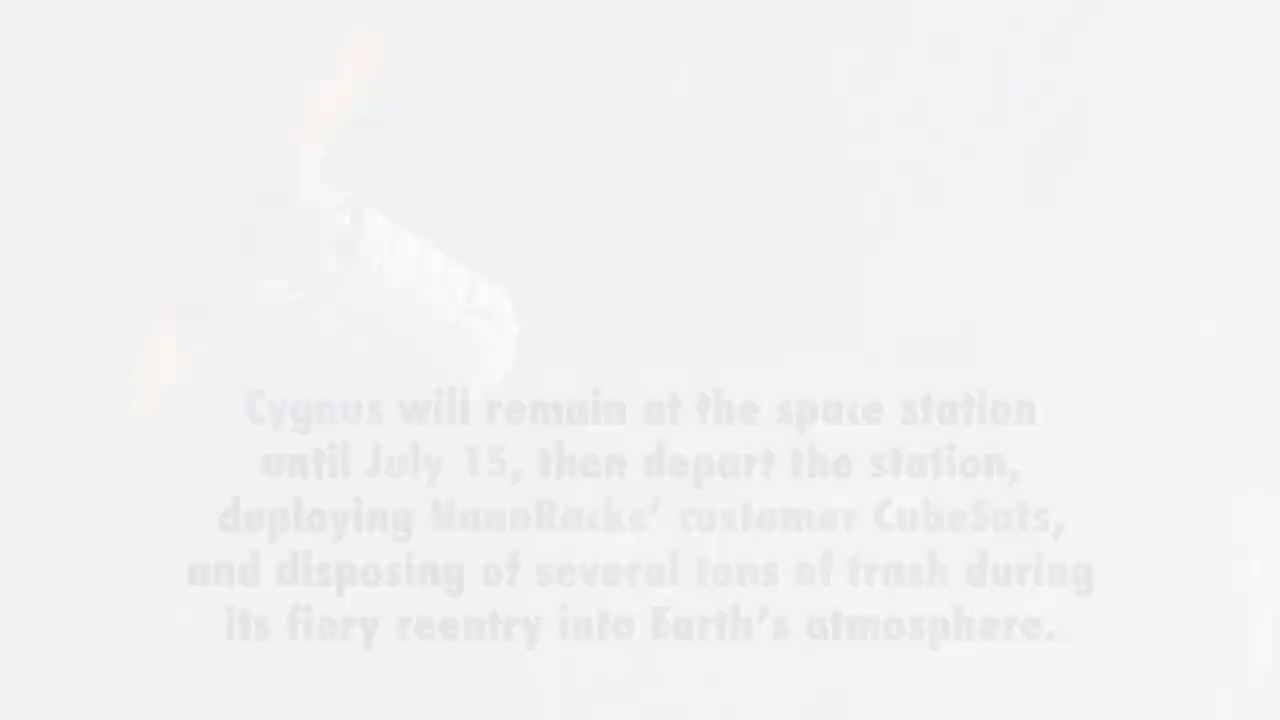 Cygnus will remain at the space station
until July 15, then depart the station,
deploying NanoRacks' customer CubeSats,
and disposing of several tons of trash during
its fiery reentry into Earth's atmosphere.